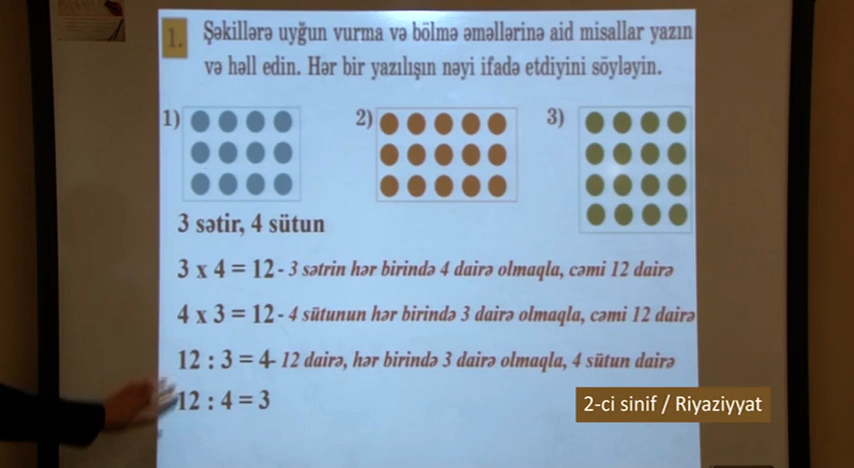 1. Şəkillərə uyğun vurma və bölmə əməllərinə aid misallar yazın
və həll edin. Hər bir yazılışın nəyi ifadə etdiyini söyləyin.
1) 2) 3)
3 sətir, 4 sütun
3 x 4 = 12 - 3 sətrin hər birində 4 dairə olmaqla, cəmi 12 dairə
4 x 3 = 12 - 4 sütunun hər birində 3 dairə olmaqla, cəmi 12 dairə
12 : 3 = 4- 12 dairə, hər birində 3 dairə olmaqla, 4 sütun dairə
12 : 4 = 3
2-ci sinif / Riyaziyyat